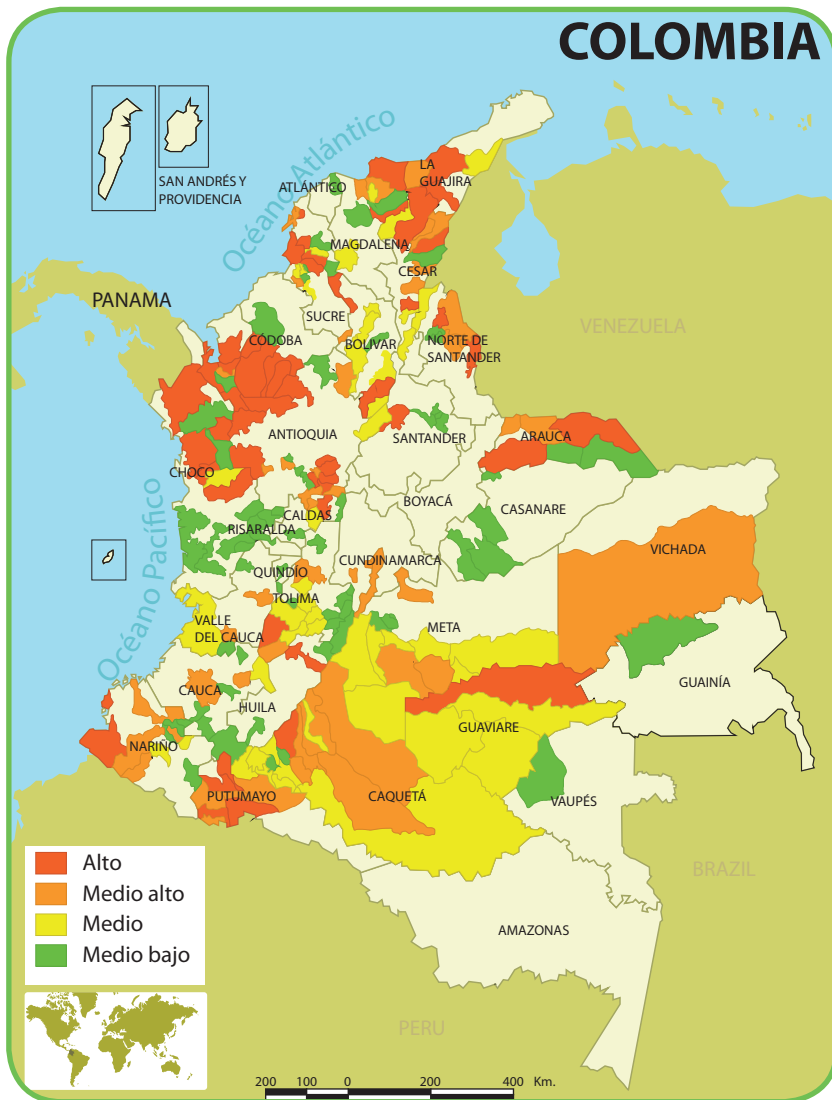 COLOMBIA
Océano Atlántico
SAN ANDRÉS Y
PROVIDENCIA
ATLÁNTICO
LA
GUAJIRA
MAGDALENA
CESAR
PANAMA
SUCRE
VENEZUELA
CÓDOBA
BOLIVAR
NORTE DE
SANTANDER
ANTIOQUIA
SANTANDER
ARAUCA
CHOCO
BOYACÁ
CASANARE
CALDAS
RISARALDA
Océano Pacífico
VICHADA
CUNDINAMARCA
QUINDÍO
TOLIMA
VALLE
DEL CAUCA
META
GUAINÍA
CAUCA
HUILA
GUAVIARE
NARIÑO
PUTUMAYO
CAQUETÁ
VAUPÉS
Alto
Medio alto
Medio
Medio bajo
BRAZIL
AMAZONAS
PERU
200 100 0 200 400 Km.